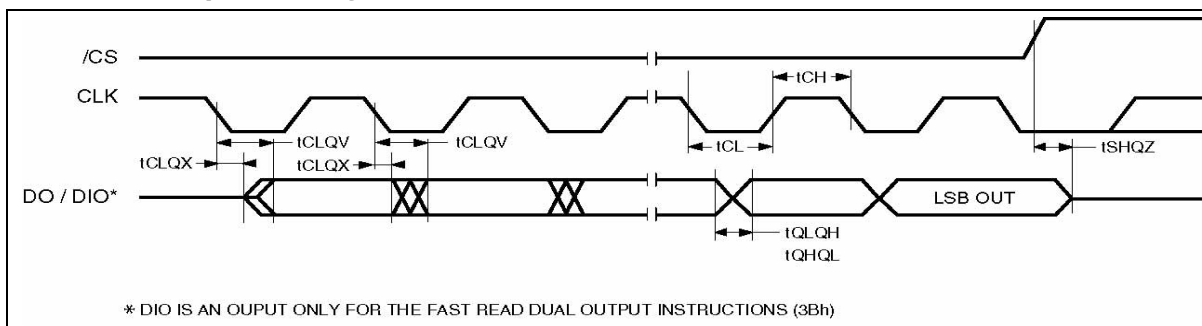 /CS
tCH
CLK
tCLQV
tCLQV
tCL
tSHQZ
tCLQX
tCLQX
DO / DIO*
LSB OUT
tQLQH
tQHQL
* DIO IS AN OUPUT ONLY FOR THE FAST READ DUAL OUTPUT INSTRUCTIONS (3Bh)